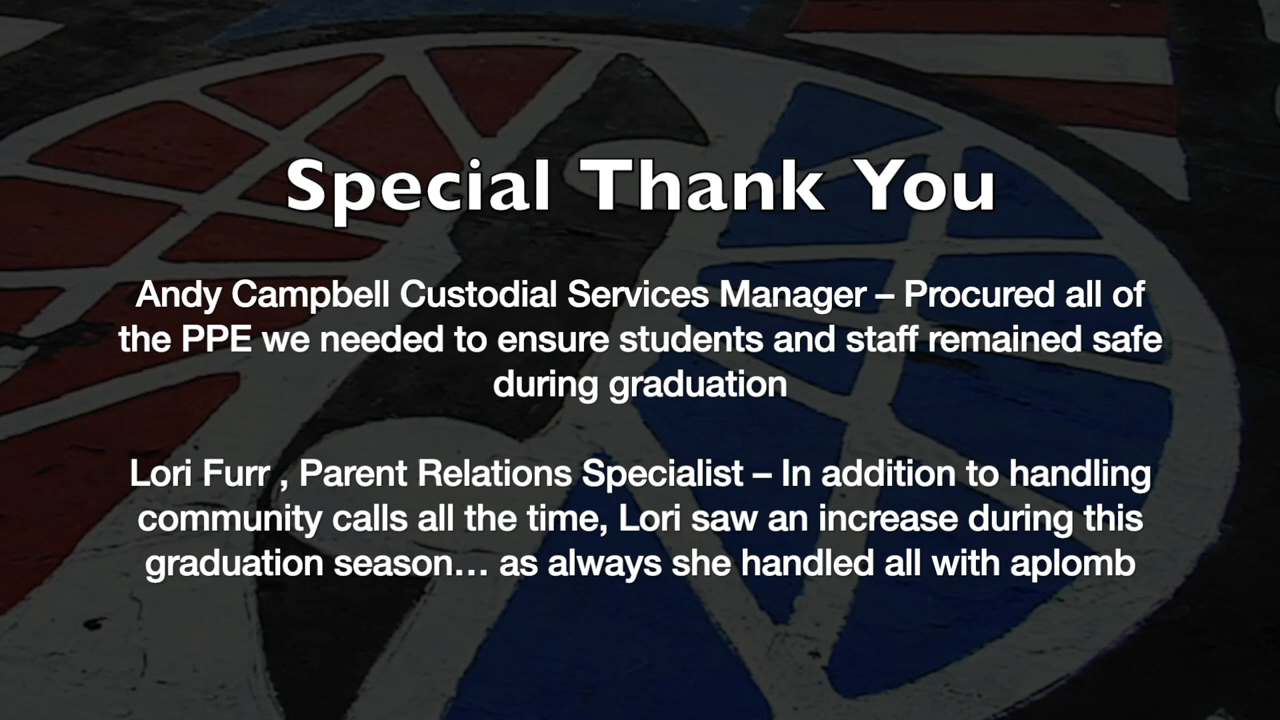 Special Thank You
Andy Campbell Custodial Services Manager – Procured all of
the PPE we needed to ensure students and staff remained safe
during graduation
Lori Furr , Parent Relations Specialist – In addition to handling
community calls all the time, Lori saw an increase during this
graduation season… as always she handled all with aplomb